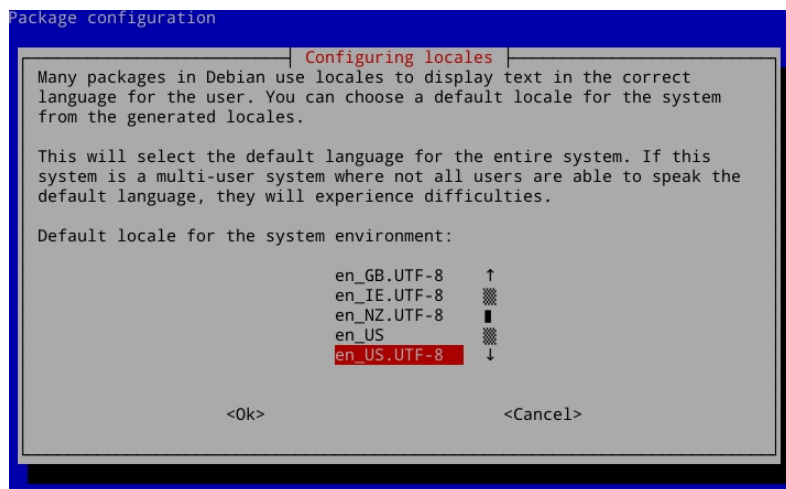 Package configuration
Configuring locales
Many packages in Debian use locales to display text in the correct
language for the user. You can choose a default locale for the system
from the generated locales.
This will select the default language for the entire system. If this
system is a multi-user system where not all users are able to speak the
default language, they will experience difficulties.
Default locale for the system environment:
en_GB.UTF-8
en_IE.UTF-8
en_NZ.UTF-8
en_US
en_US.UTF-8
<Ok> <Cancel>